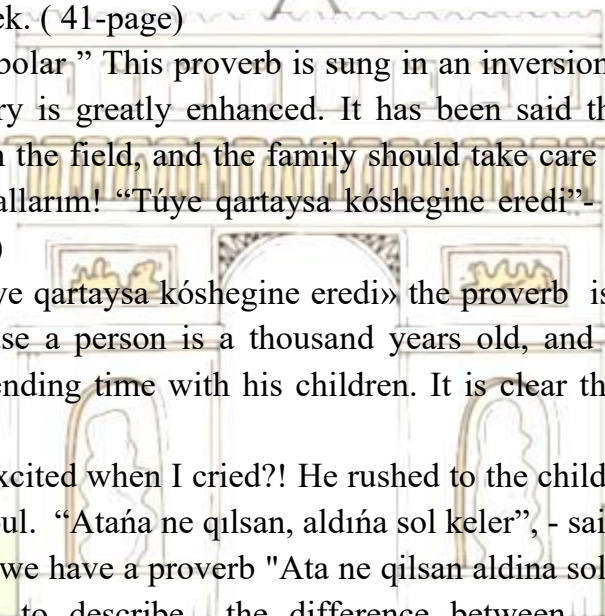 ek. ( 41-page)
bolar ” This proverb is sung in an inversion
ry is greatly enhanced. It has been said th
n the field, and the family should take care
allarım! “Túye qartaysa kóshegine eredi”-
)
ye qartaysa kóshegine eredi» the proverb is
se a person is a thousand years old, and
ending time with his children. It is clear th
xcited when I cried?! He rushed to the child
ul. “Atańa ne qılsan, aldıńa sol keler”, - sai
we have a proverb "Ata ne qilsan aldina sol
to describe the difference between